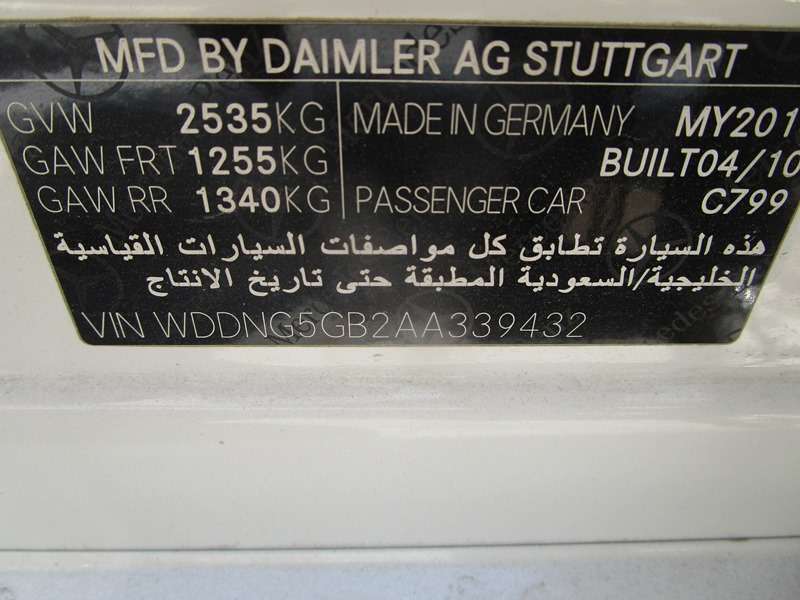 MFD BY DAIMLER AG STUTTGART
GVW 2535KG MADE IN GERMANY MY201
GAW FRT 1255KG BUILT04/10
GAW RR 1340KG PASSENGER CAR C799
هذه السيارة تطابق كل مواصفات السيارات القياسية
الخليجية/السعودية المطبقة حتى تاريخ الانتاج
VIN WDDNG5GB2AA339432